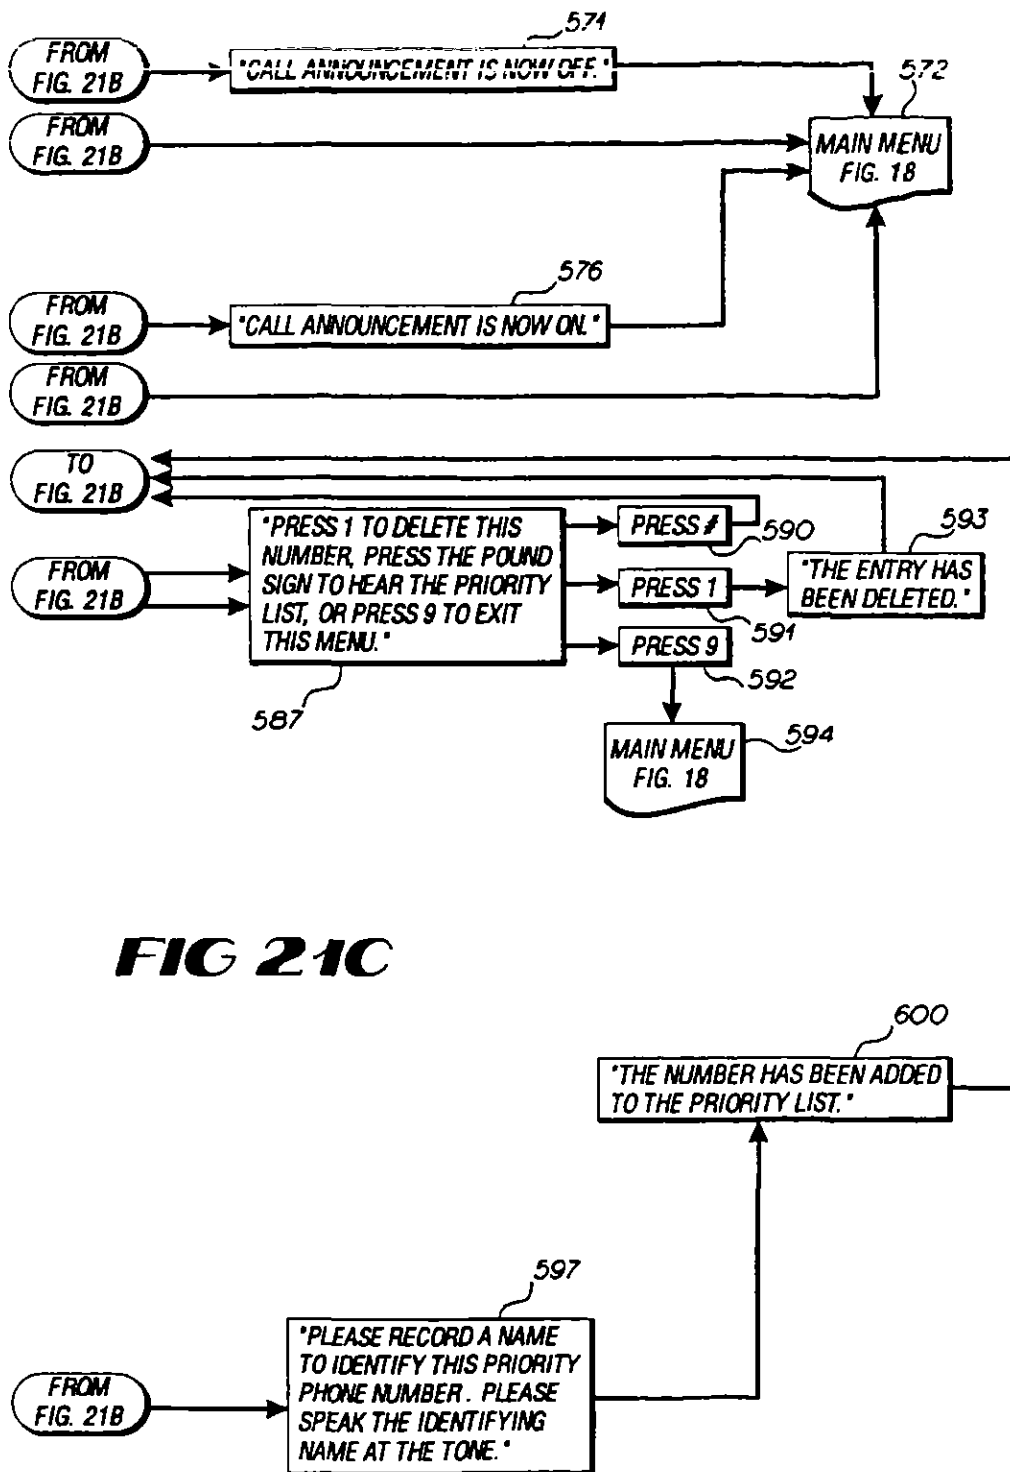 571
FROM
FIG. 21B
"CALL ANNOUNCEMENT IS NOW OFF."
572
FROM
FIG. 21B
MAIN MENU
FIG. 18
576
FROM
FIG. 21B
"CALL ANNOUNCEMENT IS NOW ON."
FROM
FIG. 21B
TO
FIG. 21B
"PRESS 1 TO DELETE THIS
NUMBER, PRESS THE POUND
SIGN TO HEAR THE PRIORITY
LIST, OR PRESS 9 TO EXIT
THIS MENU."
PRESS #
590
593
FROM
FIG. 21B
PRESS 1
591
"THE ENTRY HAS
BEEN DELETED."
PRESS 9
592
587
MAIN MENU
FIG. 18
594
FIG 21C
600
"THE NUMBER HAS BEEN ADDED
TO THE PRIORITY LIST."
597
"PLEASE RECORD A NAME
TO IDENTIFY THIS PRIORITY
PHONE NUMBER. PLEASE
SPEAK THE IDENTIFYING
NAME AT THE TONE."
FROM
FIG. 21B